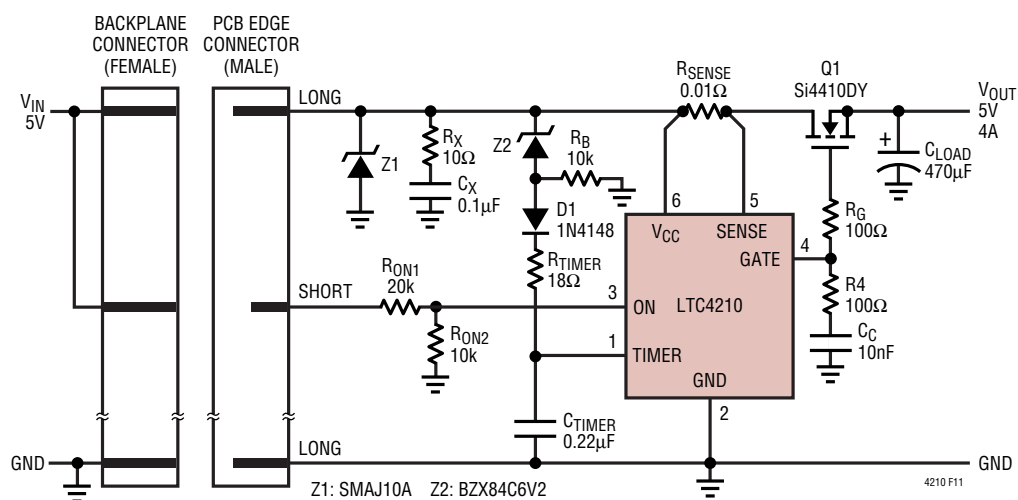 BACKPLANE
CONNECTOR
(FEMALE)
PCB EDGE
CONNECTOR
(MALE)
VIN
5V
LONG
Z1
RX
10Ω
CX
0.1µF
Z2
RB
10k
D1
1N4148
RTIMER
18Ω
RSENSE
0.01Ω
Q1
Si4410DY
VOUT
5V
4A
+
CLOAD
470µF
6
5
VCC
SENSE
GATE
4
RG
100Ω
R4
100Ω
CC
10nF
SHORT
RON1
20k
RON2
10k
3
ON
LTC4210
1
TIMER
GND
2
CTIMER
0.22µF
GND
LONG
GND
Z1: SMAJ10A Z2: BZX84C6V2
4210 F11